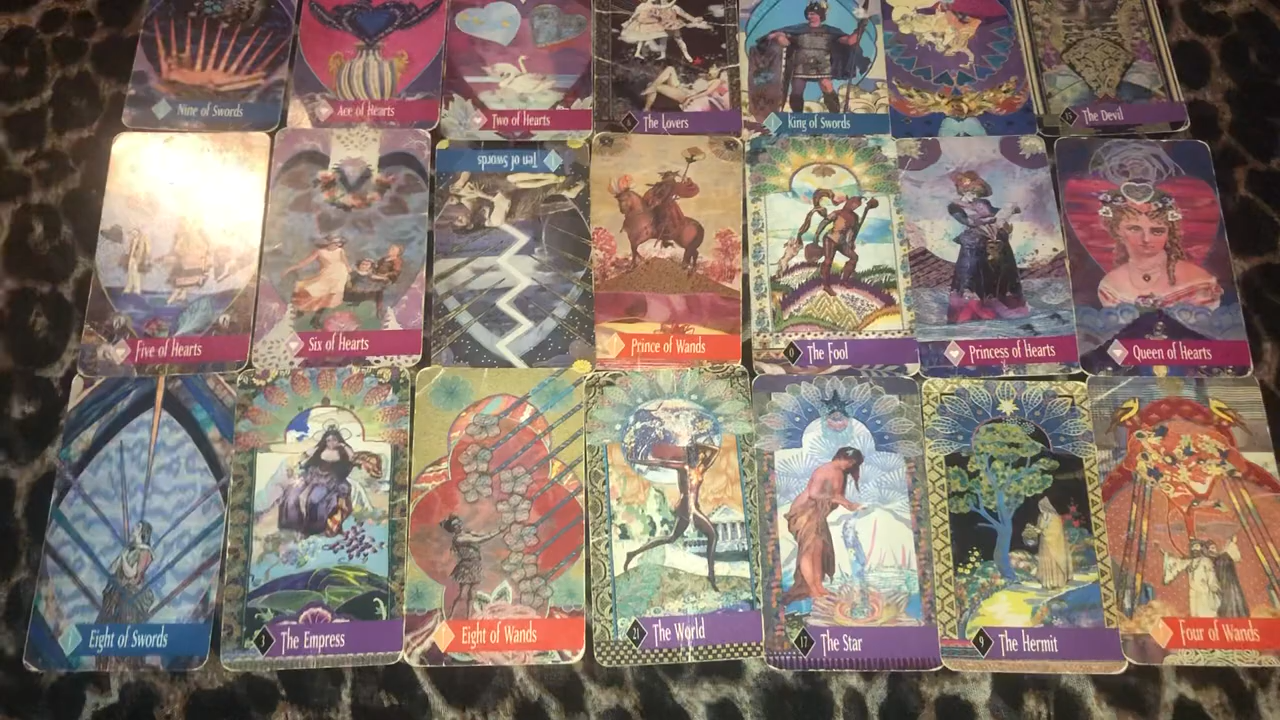 Nine of Swords
Ace of Hearts
Two of Hearts
6 The Lovers
King of Swords
15 The Devil
Five of Hearts
Six of Hearts
Ten of Swords
Prince of Wands
0 The Fool
Princess of Hearts
Queen of Hearts
Eight of Swords
3 The Empress
Eight of Wands
21 The World
17 The Star
9 The Hermit
Four of Wands